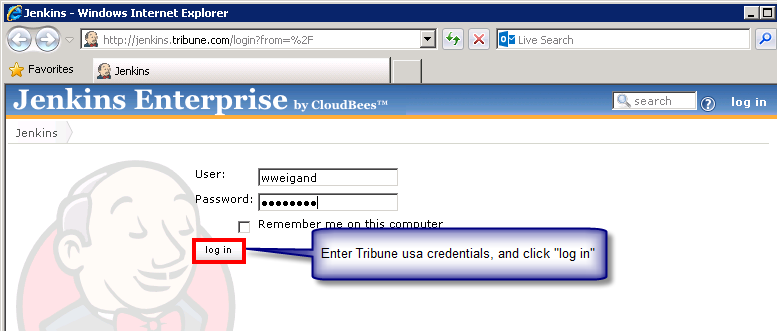 Jenkins - Windows Internet Explorer
http://jenkins.tribune.com/login?from=%2F
Live Search
Favorites
Jenkins
Jenkins Enterprise by CloudBees™
search
?
log in
Jenkins
User:
wweigand
Password:
••••••••
Remember me on this computer
log in
Enter Tribune usa credentials, and click "log in"